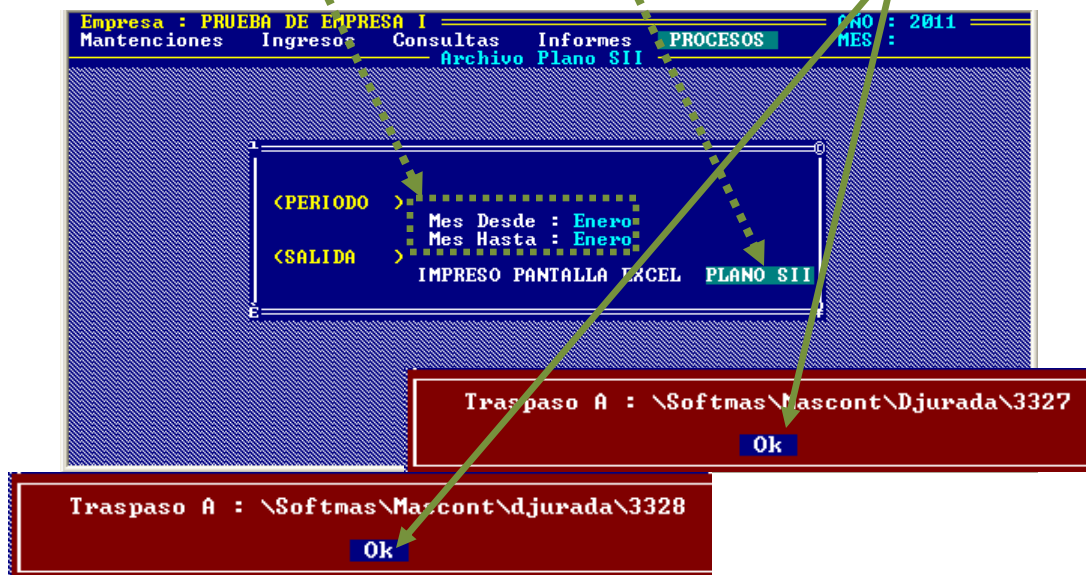 Empresa : PRUEBA DE EMPRESA I AÑO : 2011
Mantenciones Ingresos Consultas Informes PROCESOS MES :
Archivo Plano SII
<PERIODO >
Mes Desde : Enero
Mes Hasta : Enero
<SALIDA >
IMPRESO PANTALLA EXCEL PLANO SII
Traspaso A : \Softmas\Mascont\Djurada\3327
Ok
Traspaso A : \Softmas\Mascont\djurada\3328
Ok